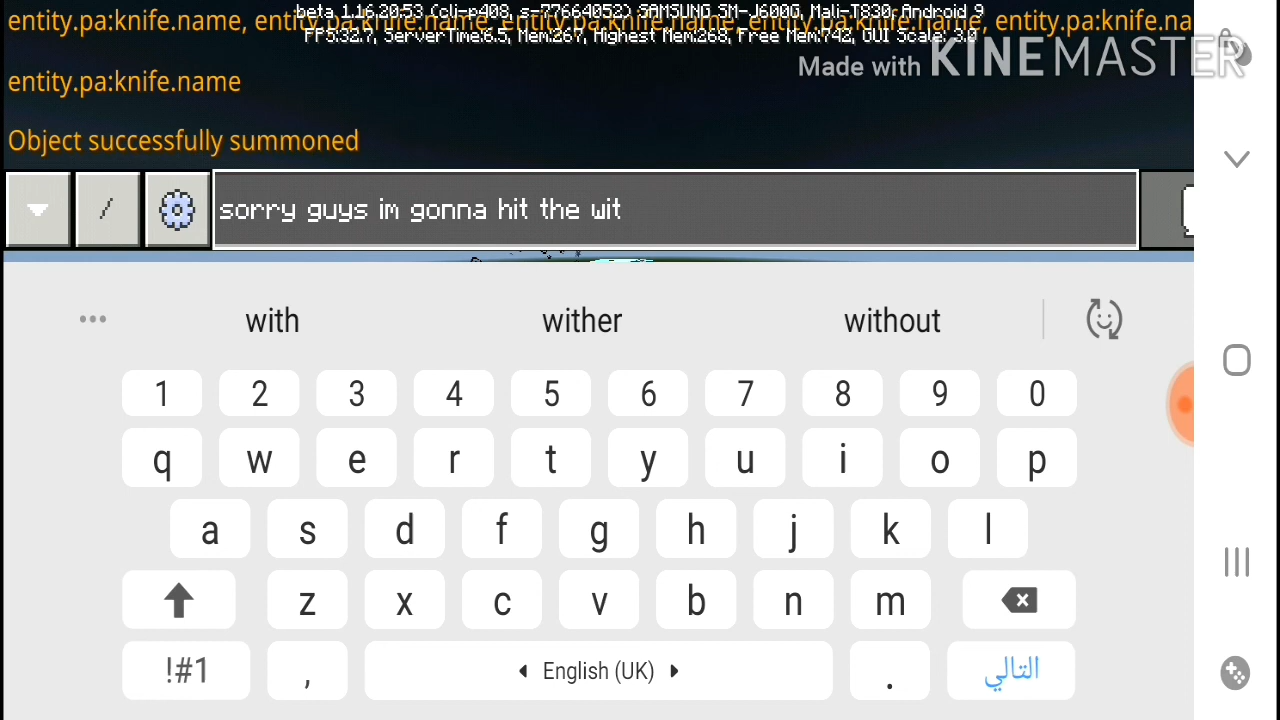 beta 1.16.20.53 (cli-p408, s-77664052) SAMSUNG SM-J600G, Mali-T830, Android 9
entity.pa:knife.name, entity.pa:knife.name, entity.pa:knife.name, entity.pa:knife.name, entity.pa:knife.na
FPS:32.7, ServerTime:6.5, Mem:267, Highest Mem:268, Free Mem:742, GUI Scale: 3.0
Made with KINEMASTER
entity.pa:knife.name
Object successfully summoned
/
sorry guys im gonna hit the wit
with wither without
1 2 3 4 5 6 7 8 9 0
q w e r t y u i o p
a s d f g h j k l
z x c v b n m
!#1 , English (UK) . التالي